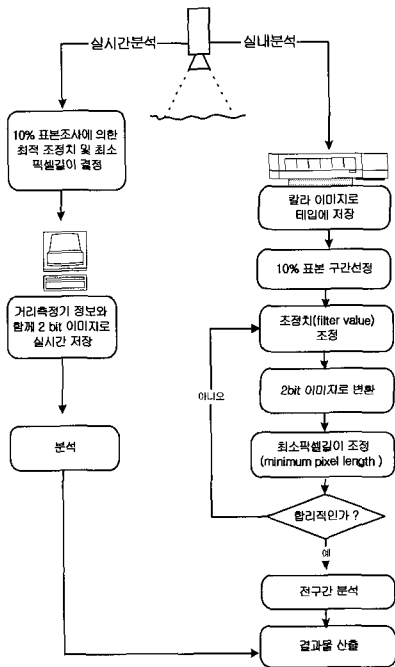 실시간분석
실내분석
10% 표본조사에 의한
최적 조정치 및 최소
픽셀길이 결정
거리측정기 정보와
함께 2 bit 이미지로
실시간 저장
분석
칼라 이미지로
테입에 저장
10% 표본 구간선정
조정치(filter value)
조정
2bit 이미지로 변환
최소픽셀길이 조정
(minimum pixel length )
합리적인가 ?
아니오
예
전구간 분석
결과물 산출